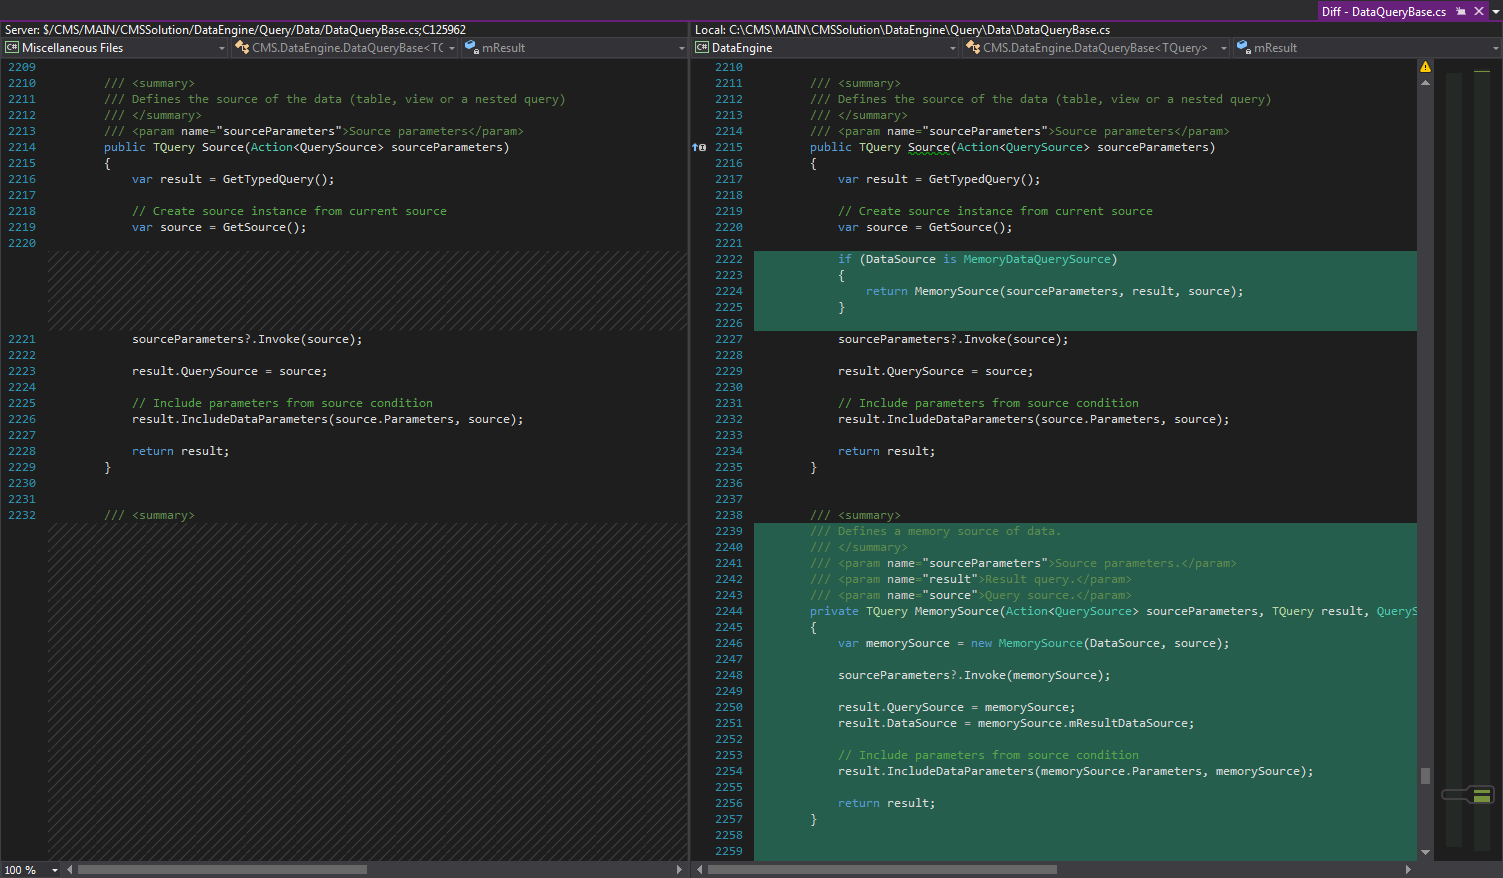 Diff - DataQueryBase.cs
Server: $/CMS/MAIN/CMSSolution/DataEngine/Query/Data/DataQueryBase.cs;C125962
C# Miscellaneous Files
CMS.DataEngine.DataQueryBase<TQ
mResult
2209
2210 /// <summary>
2211 /// Defines the source of the data (table, view or a nested query)
2212 /// </summary>
2213 /// <param name="sourceParameters">Source parameters</param>
2214 public TQuery Source(Action<QuerySource> sourceParameters)
2215 {
2216 var result = GetTypedQuery();
2217
2218 // Create source instance from current source
2219 var source = GetSource();
2220
2221 sourceParameters?.Invoke(source);
2222
2223 result.QuerySource = source;
2224
2225 // Include parameters from source condition
2226 result.IncludeDataParameters(source.Parameters, source);
2227
2228 return result;
2229 }
2230
2231
2232 /// <summary>
100 %
Local: C:\CMS\MAIN\CMSSolution\DataEngine\Query\Data\DataQueryBase.cs
C# DataEngine
CMS.DataEngine.DataQueryBase<TQuery>
mResult
2210
2211 /// <summary>
2212 /// Defines the source of the data (table, view or a nested query)
2213 /// </summary>
2214 /// <param name="sourceParameters">Source parameters</param>
2215 public TQuery Source(Action<QuerySource> sourceParameters)
2216 {
2217 var result = GetTypedQuery();
2218
2219 // Create source instance from current source
2220 var source = GetSource();
2221
2222 if (DataSource is MemoryDataQuerySource)
2223 {
2224 return MemorySource(sourceParameters, result, source);
2225 }
2226
2227 sourceParameters?.Invoke(source);
2228
2229 result.QuerySource = source;
2230
2231 // Include parameters from source condition
2232 result.IncludeDataParameters(source.Parameters, source);
2233
2234 return result;
2235 }
2236
2237
2238 /// <summary>
2239 /// Defines a memory source of data.
2240 /// </summary>
2241 /// <param name="sourceParameters">Source parameters.</param>
2242 /// <param name="result">Result query.</param>
2243 /// <param name="source">Query source.</param>
2244 private TQuery MemorySource(Action<QuerySource> sourceParameters, TQuery result, QueryS
2245 {
2246 var memorySource = new MemorySource(DataSource, source);
2247
2248 sourceParameters?.Invoke(memorySource);
2249
2250 result.QuerySource = memorySource;
2251 result.DataSource = memorySource.mResultDataSource;
2252
2253 // Include parameters from source condition
2254 result.IncludeDataParameters(memorySource.Parameters, memorySource);
2255
2256 return result;
2257 }
2258
2259